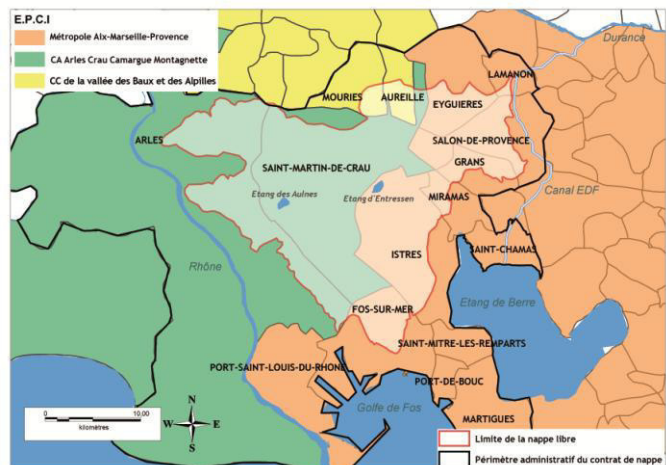 E.P.C.I
Métropole Aix-Marseille-Provence
CA Arles Crau Camargue Montagnette
CC de la vallée des Baux et des Alpilles
Durance
LAMANON
MOURIES
AUREILLE
EYGUIERES
ARLES
SALON-DE-PROVENCE
SAINT-MARTIN-DE-CRAU
GRANS
Etang des Aulnes
Etang d'Entressen
MIRAMAS
Canal EDF
SAINT-CHAMAS
ISTRES
Rhône
Etang de Berre
FOS-SUR-MER
SAINT-MITRE-LES-REMPARTS
PORT-SAINT-LOUIS-DU-RHONE
PORT-DE-BOUC
Golfe de Fos
MARTIGUES
0 10,00
kilomètres
N
W E
S
Limite de la nappe libre
Périmètre administratif du contrat de nappe